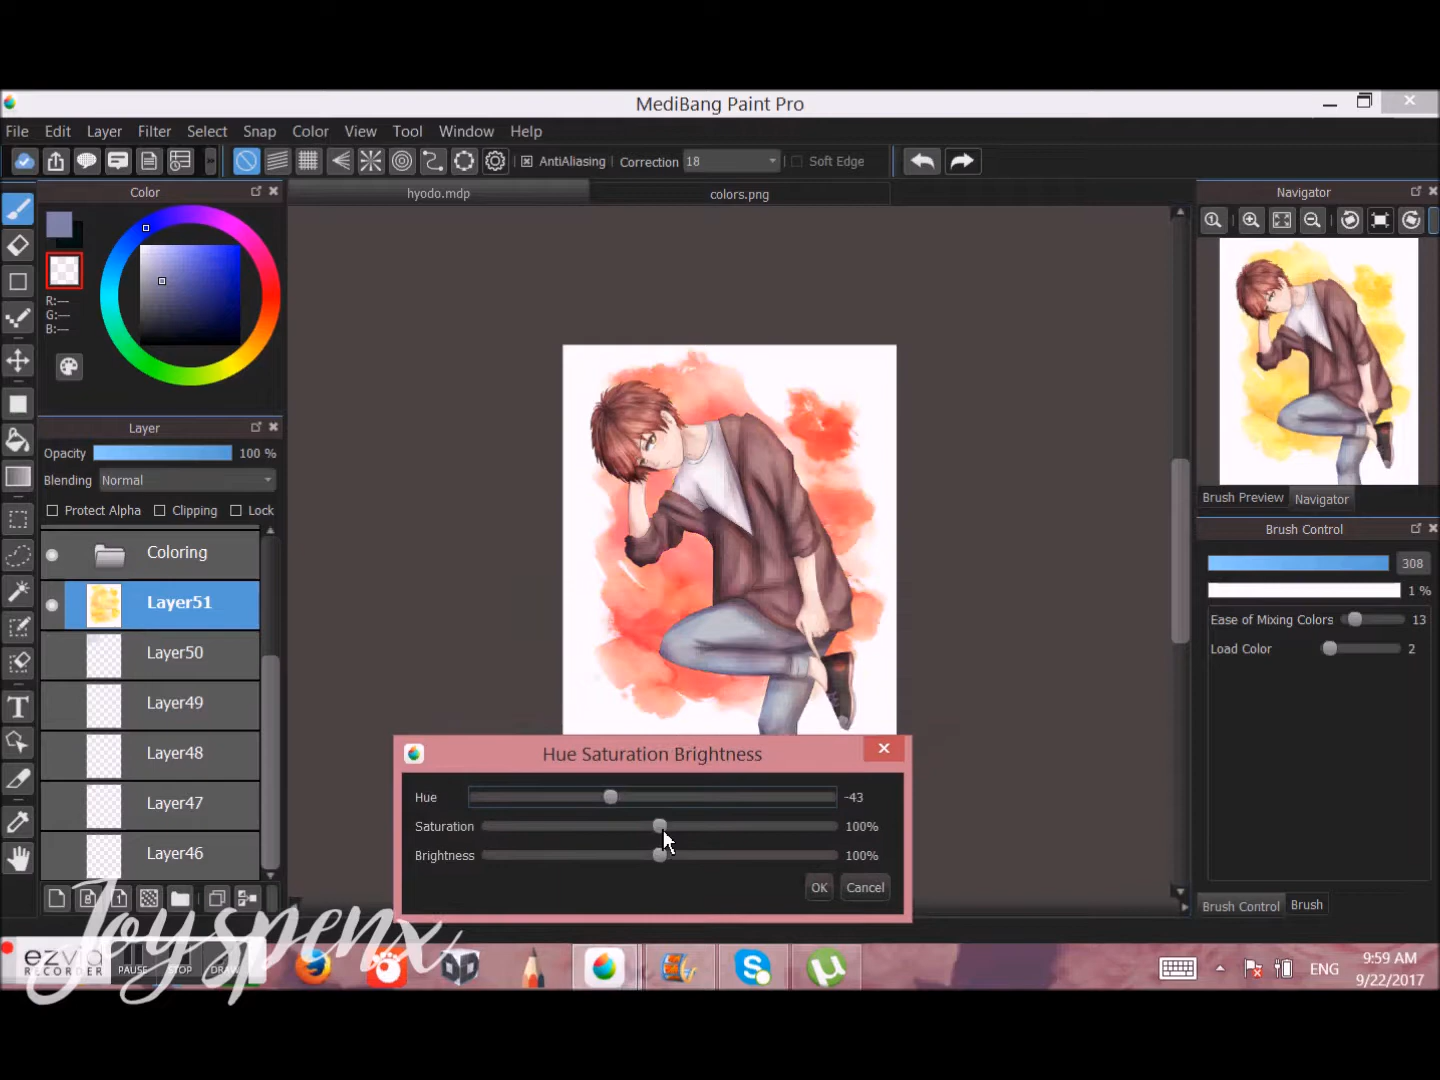 MediBang Paint Pro
File Edit Layer Filter Select Snap Color View Tool Window Help
AntiAliasing Correction 18 Soft Edge
Color
hyodo.mdp
colors.png
Navigator
R:---
G:---
B:---
Layer
Opacity 100 %
Blending Normal
Protect Alpha Clipping Lock
Coloring
Layer51
Layer50
Layer49
Layer48
Layer47
Layer46
Brush Preview Navigator
Brush Control
308
1 %
Ease of Mixing Colors 13
Load Color 2
Brush Control Brush
Hue Saturation Brightness
Hue -43
Saturation 100%
Brightness 100%
OK Cancel
Joyspenx
ezvid
RECORDER
PAUSE STOP DRAW
ENG
9:59 AM
9/22/2017